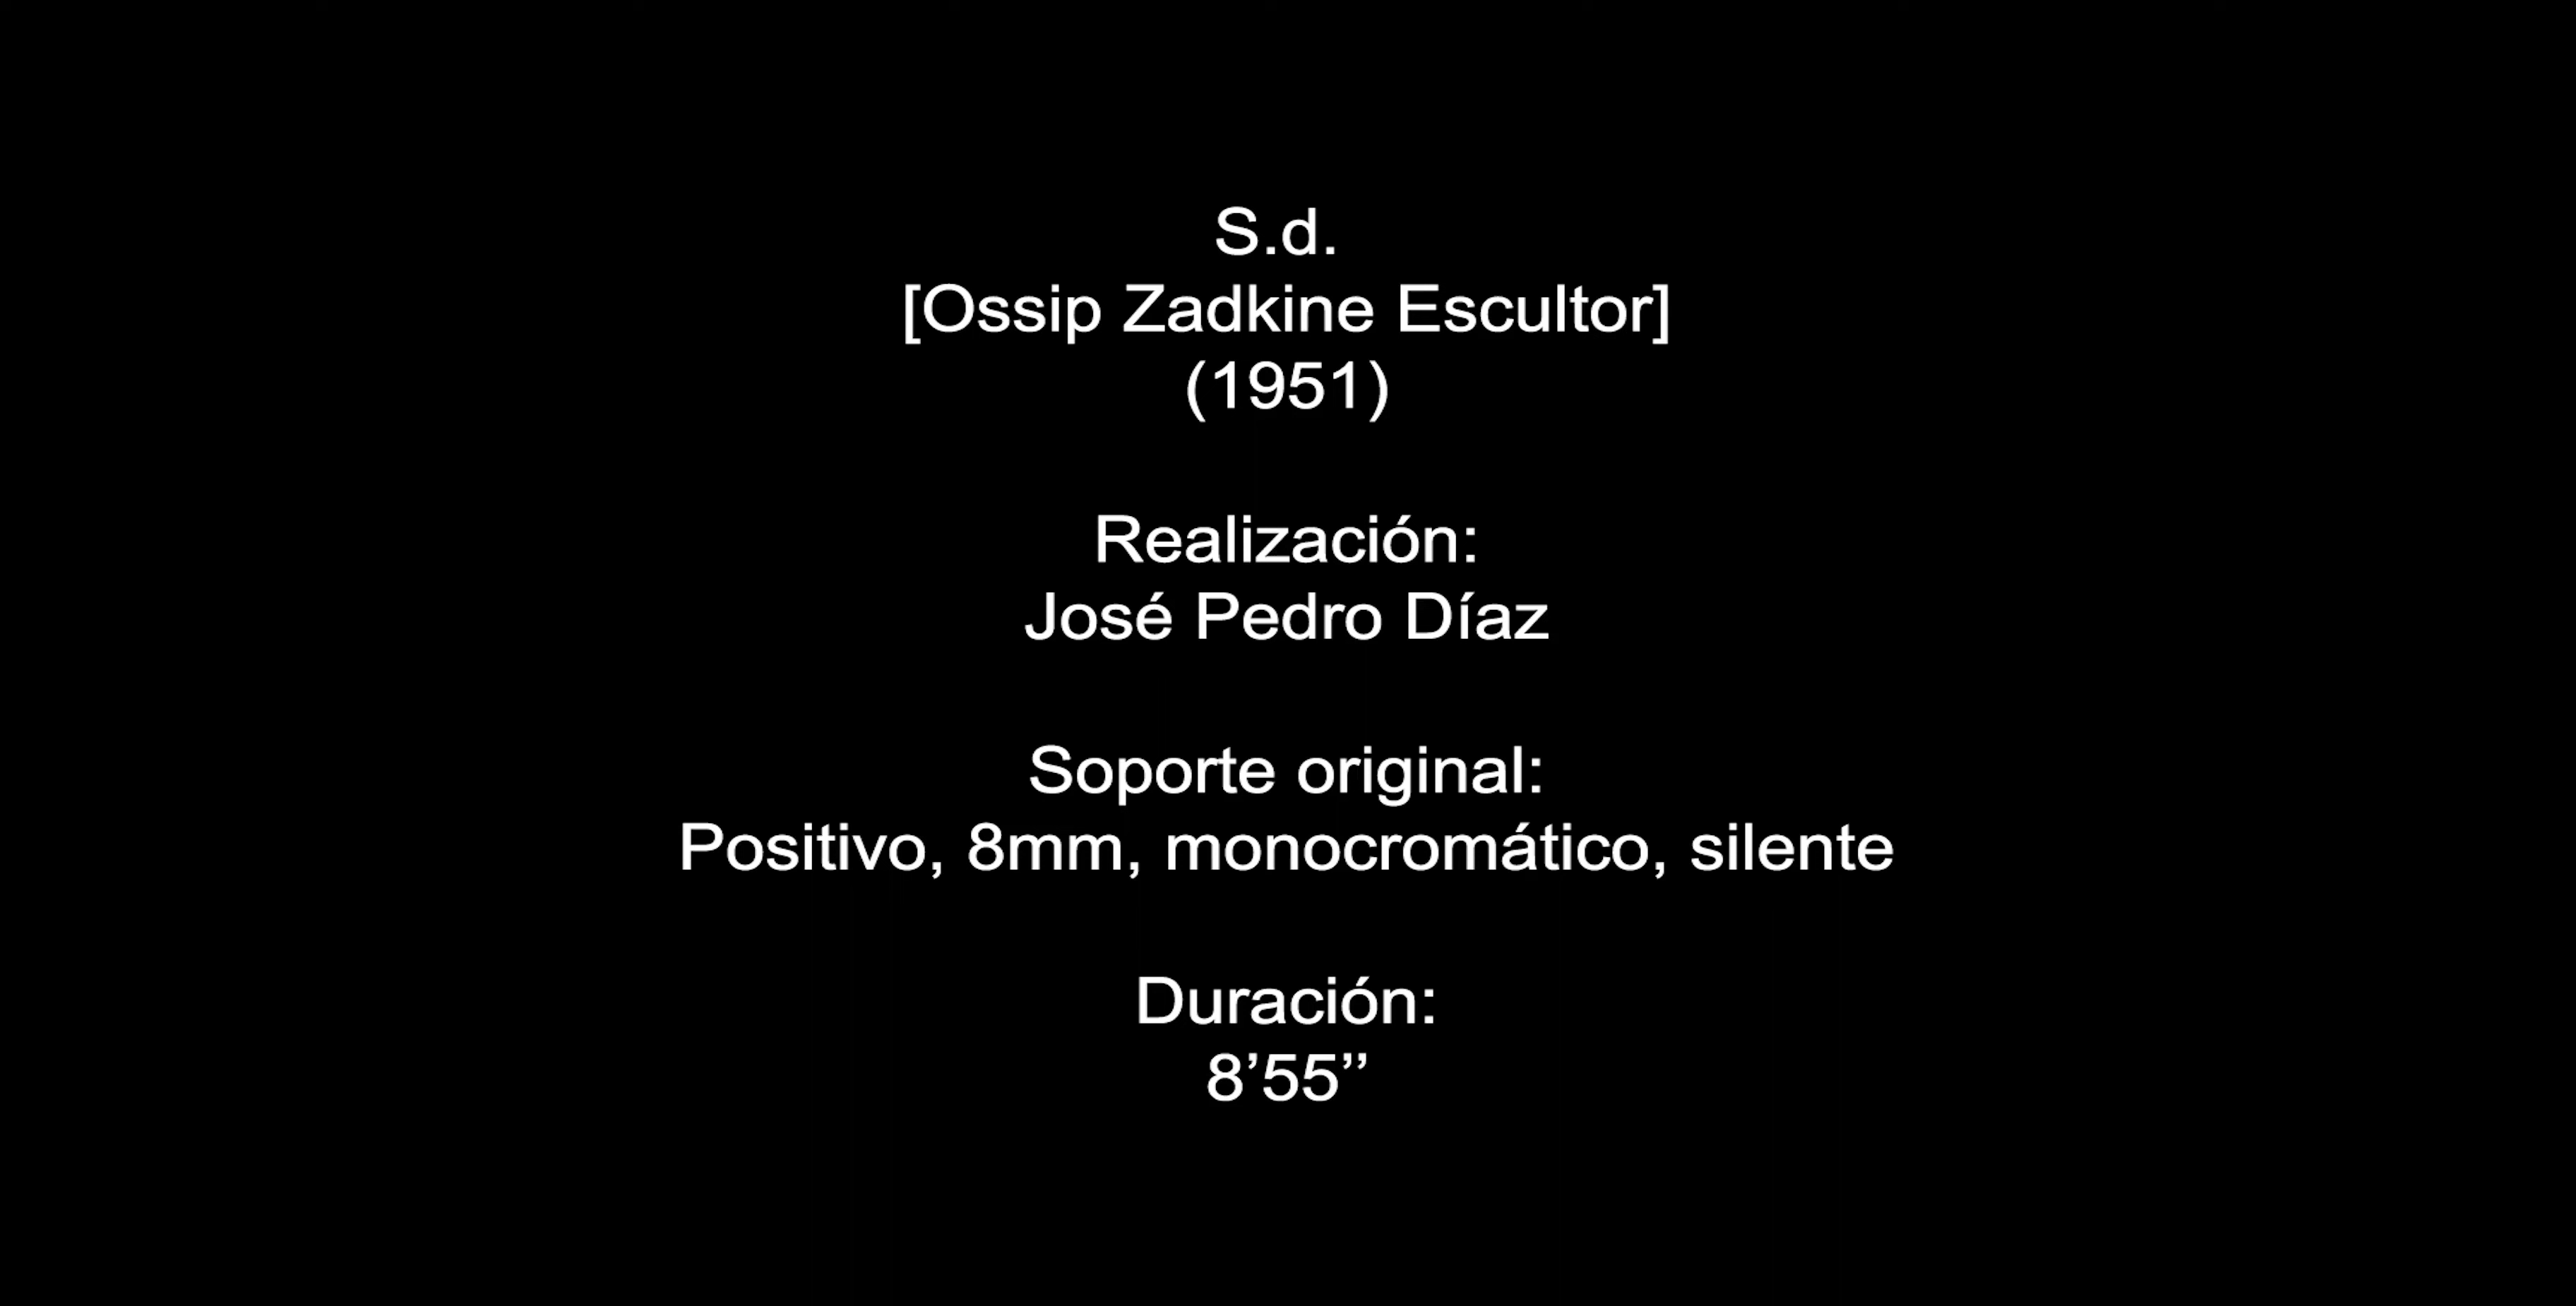 S.d.
[Ossip Zadkine Escultor]
(1951)
Realización:
José Pedro Díaz
Soporte original:
Positivo, 8mm, monocromático, silente
Duración:
8’55’’